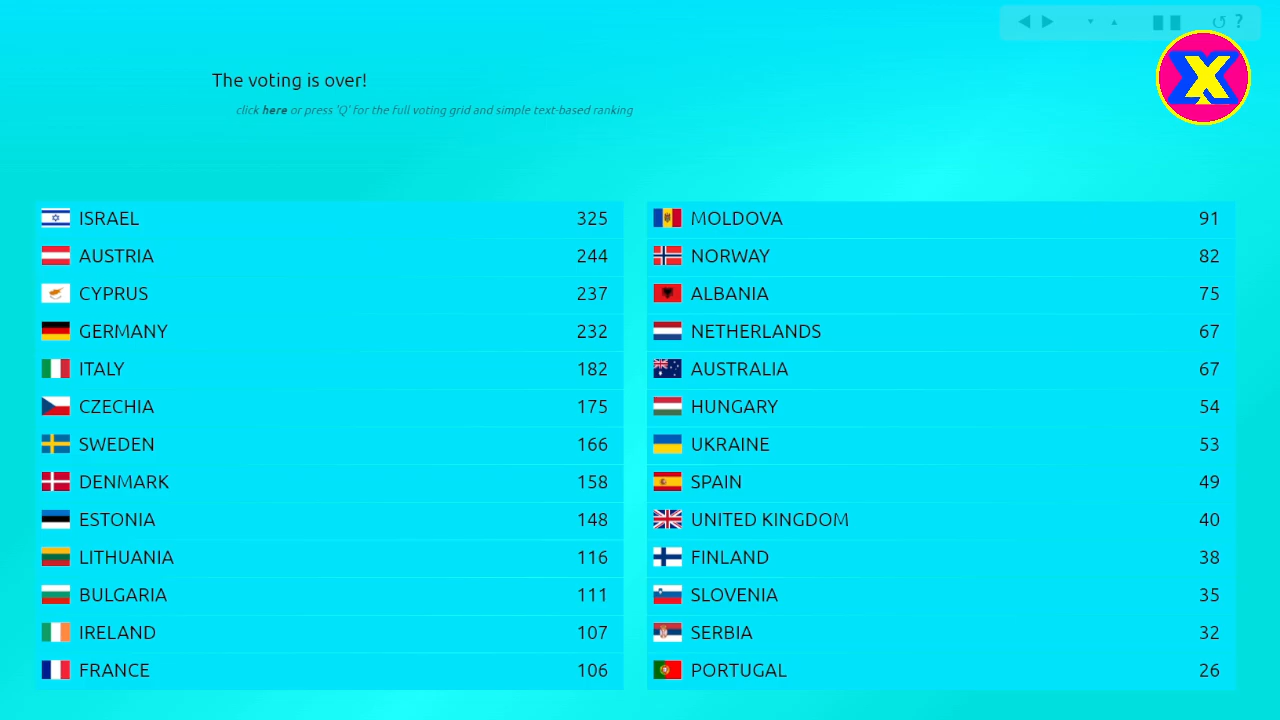 ?
The voting is over!
click here or press 'Q' for the full voting grid and simple text-based ranking
X
ISRAEL 325
AUSTRIA 244
CYPRUS 237
GERMANY 232
ITALY 182
CZECHIA 175
SWEDEN 166
DENMARK 158
ESTONIA 148
LITHUANIA 116
BULGARIA 111
IRELAND 107
FRANCE 106
MOLDOVA 91
NORWAY 82
ALBANIA 75
NETHERLANDS 67
AUSTRALIA 67
HUNGARY 54
UKRAINE 53
SPAIN 49
UNITED KINGDOM 40
FINLAND 38
SLOVENIA 35
SERBIA 32
PORTUGAL 26